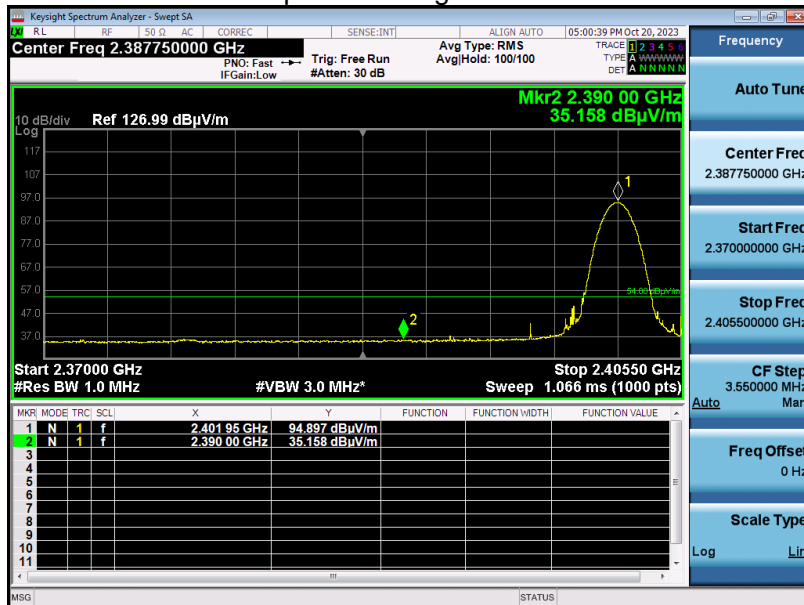 Keysight Spectrum Analyzer - Swept SA
LXI RL RF 50 Ω AC CORREC SENSE:INT ALIGN AUTO 05:00:39 PM Oct 20, 2023
Center Freq 2.387750000 GHz
PNO: Fast
IFGain:Low
Trig: Free Run
#Atten: 30 dB
Avg Type: RMS
Avg|Hold: 100/100
TRACE 1 2 3 4 5 6
TYPE A WWWWW
DET A N N N N N
Mkr2 2.390 00 GHz
35.158 dBµV/m
10 dB/div Ref 126.99 dBµV/m
Log
117
107
97.0
87.0
77.0
67.0
57.0
47.0
37.0
1
54.00 dBµV/m
2
Start 2.37000 GHz Stop 2.40550 GHz
#Res BW 1.0 MHz #VBW 3.0 MHz* Sweep 1.066 ms (1000 pts)
MKR MODE TRC SCL X Y FUNCTION FUNCTION WIDTH FUNCTION VALUE
1 N 1 f 2.401 95 GHz 94.897 dBµV/m
2 N 1 f 2.390 00 GHz 35.158 dBµV/m
3
4
5
6
7
8
9
10
11
MSG STATUS
Frequency
Auto Tune
Center Freq
2.387750000 GHz
Start Freq
2.370000000 GHz
Stop Freq
2.405500000 GHz
CF Step
3.550000 MHz
Auto Man
Freq Offset
0 Hz
Scale Type
Log Lin